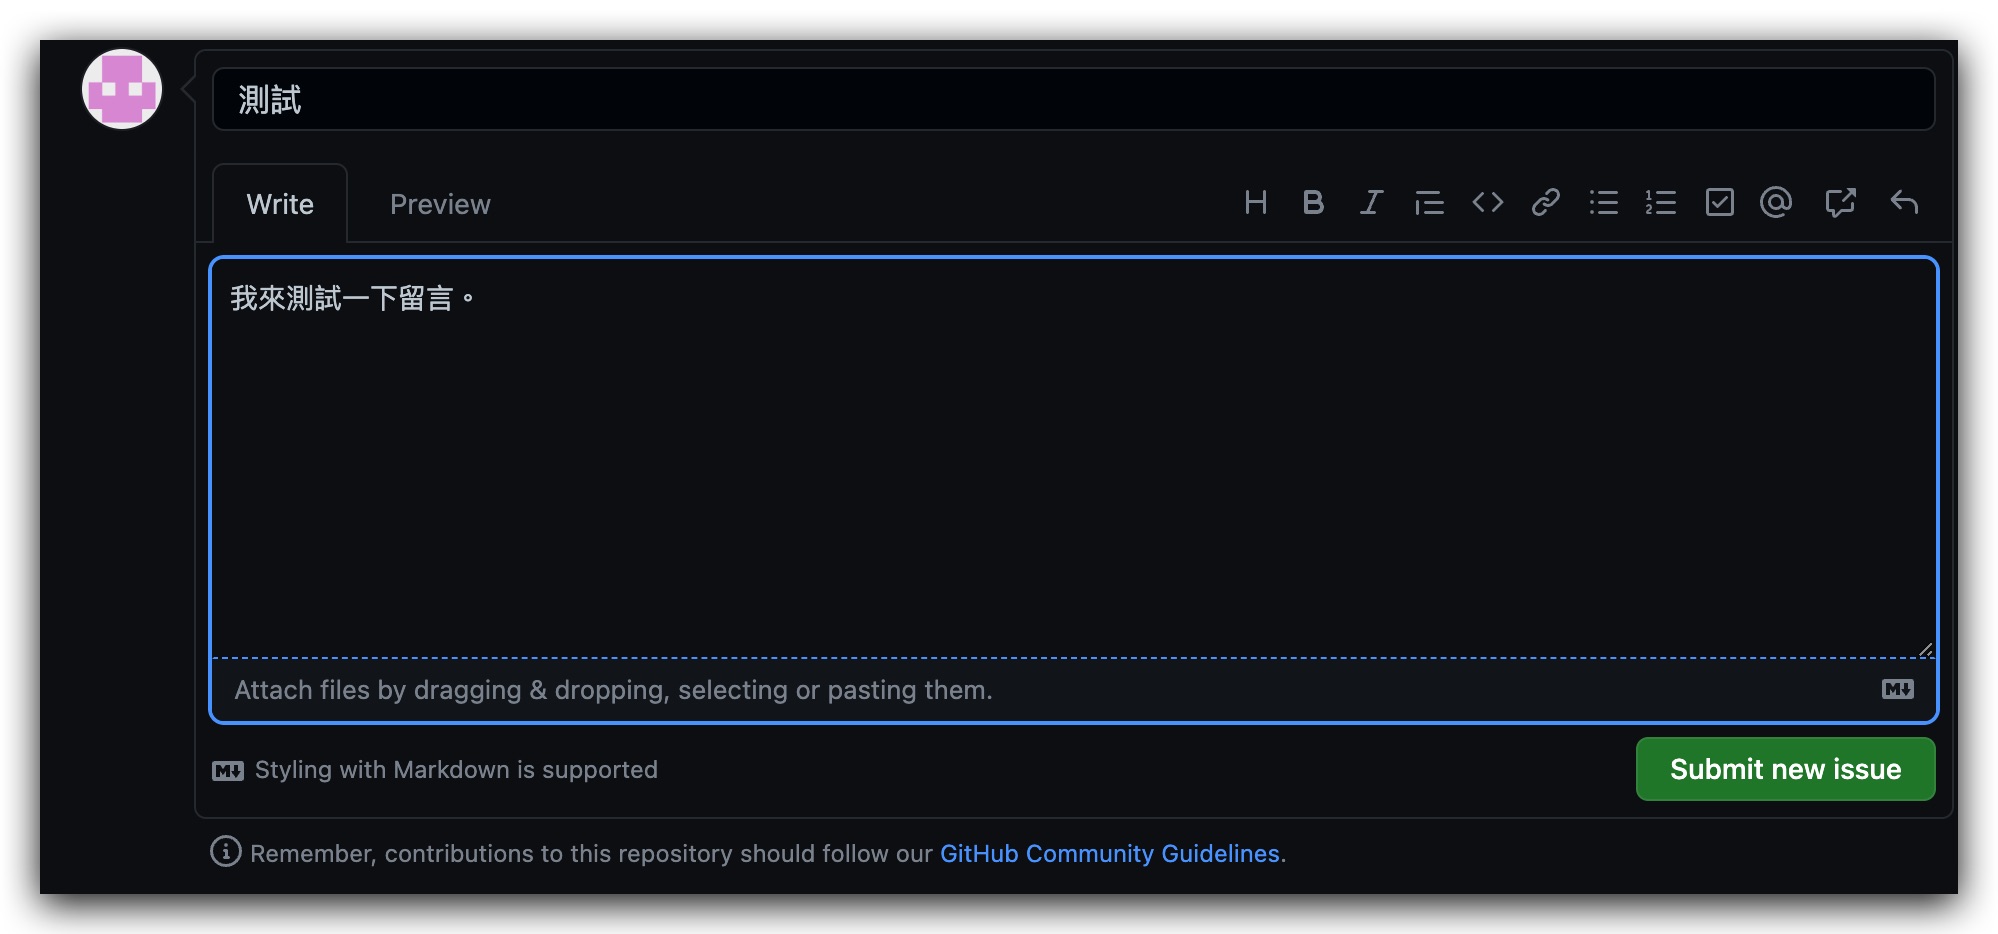 測試
Write Preview
我來測試一下留言。
Attach files by dragging & dropping, selecting or pasting them.
Styling with Markdown is supported
Submit new issue
Remember, contributions to this repository should follow our GitHub Community Guidelines.